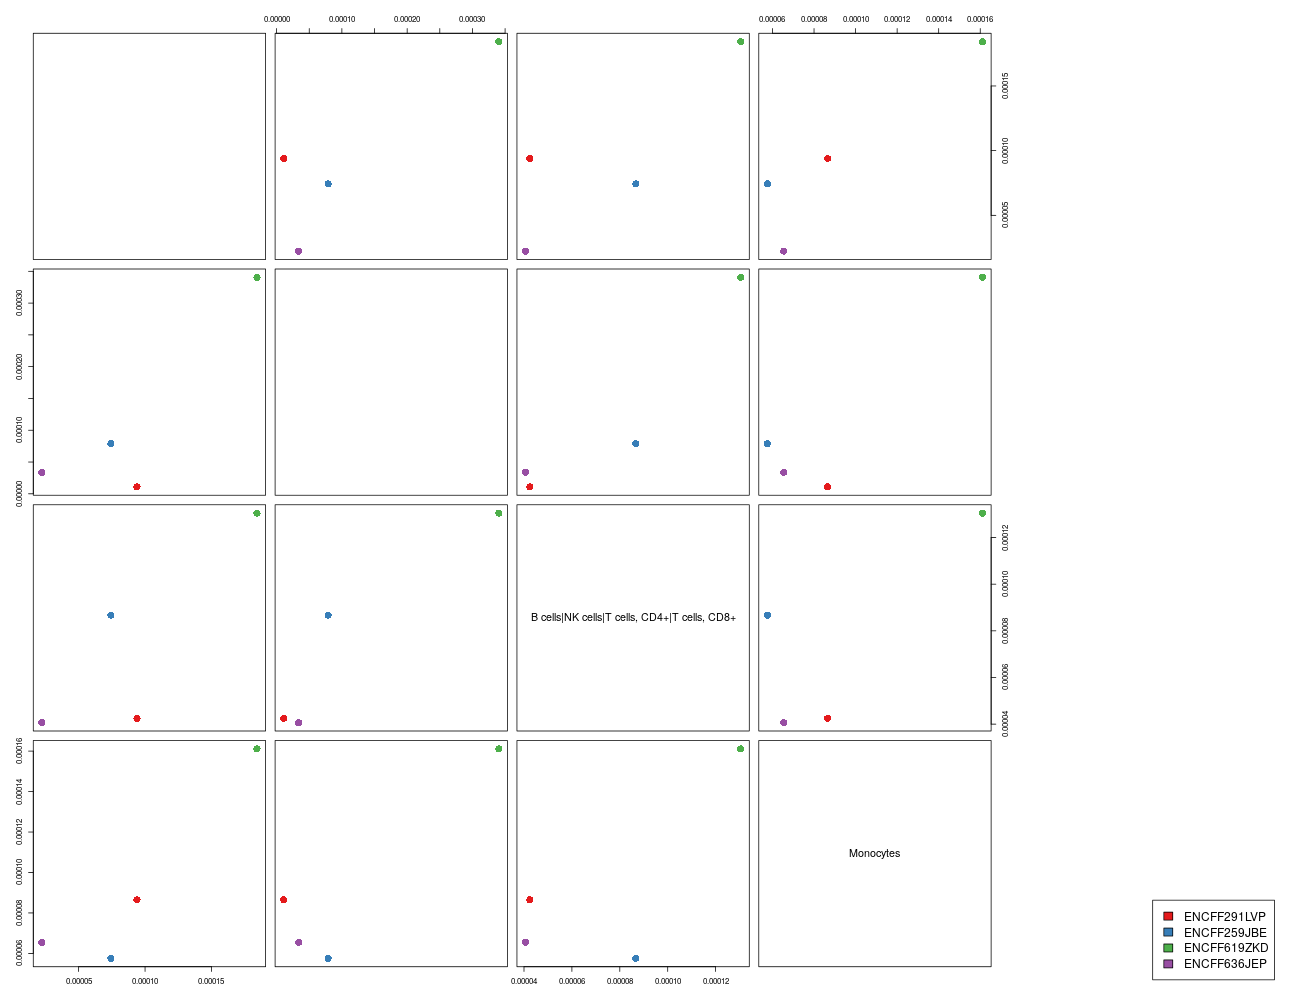 0.00000 0.00010 0.00020 0.00030 0.00006 0.00008 0.00010 0.00012 0.00014 0.00016
0.00005 0.00010 0.00015
0.00000 0.00010 0.00020 0.00030
B cells|NK cells|T cells, CD4+|T cells, CD8+
0.00004 0.00006 0.00008 0.00010 0.00012
0.00006 0.00008 0.00010 0.00012 0.00014 0.00016
Monocytes
ENCFF291LVP
ENCFF259JBE
ENCFF619ZKD
ENCFF636JEP
0.00005 0.00010 0.00015 0.00004 0.00006 0.00008 0.00010 0.00012